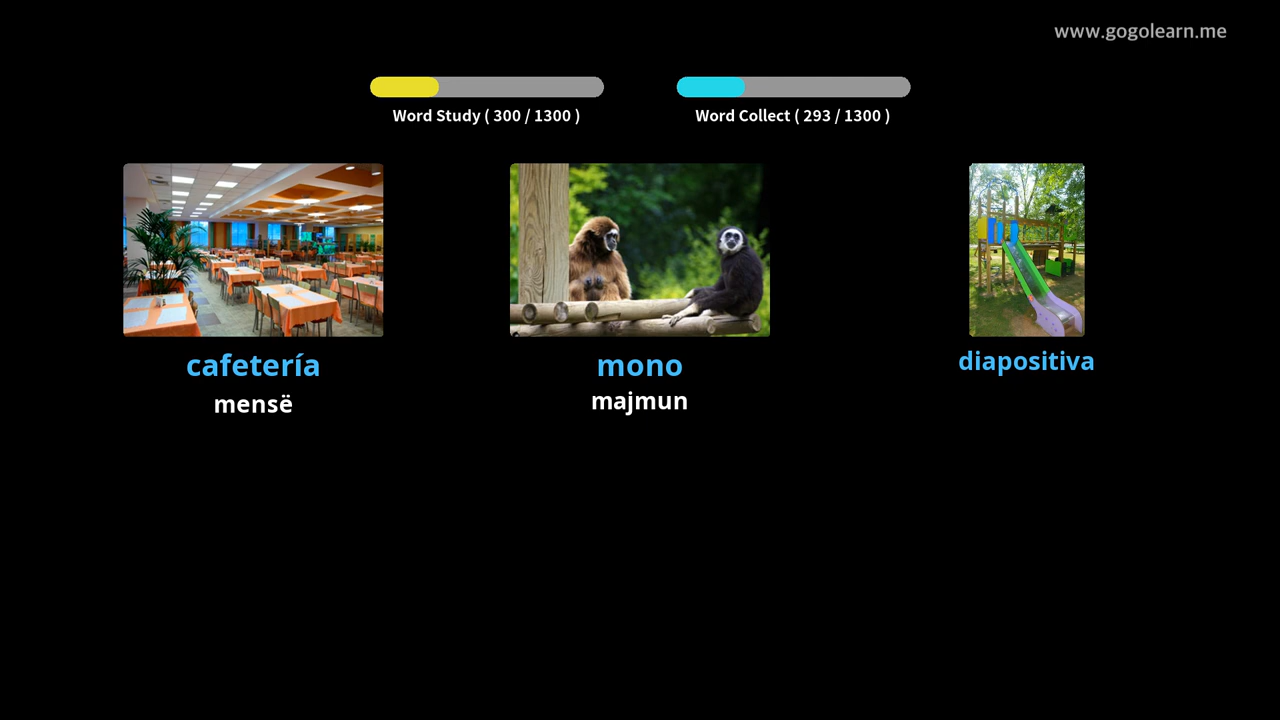 www.gogolearn.me
Word Study ( 300 / 1300 )
Word Collect ( 293 / 1300 )
cafetería
mensë
mono
majmun
diapositiva